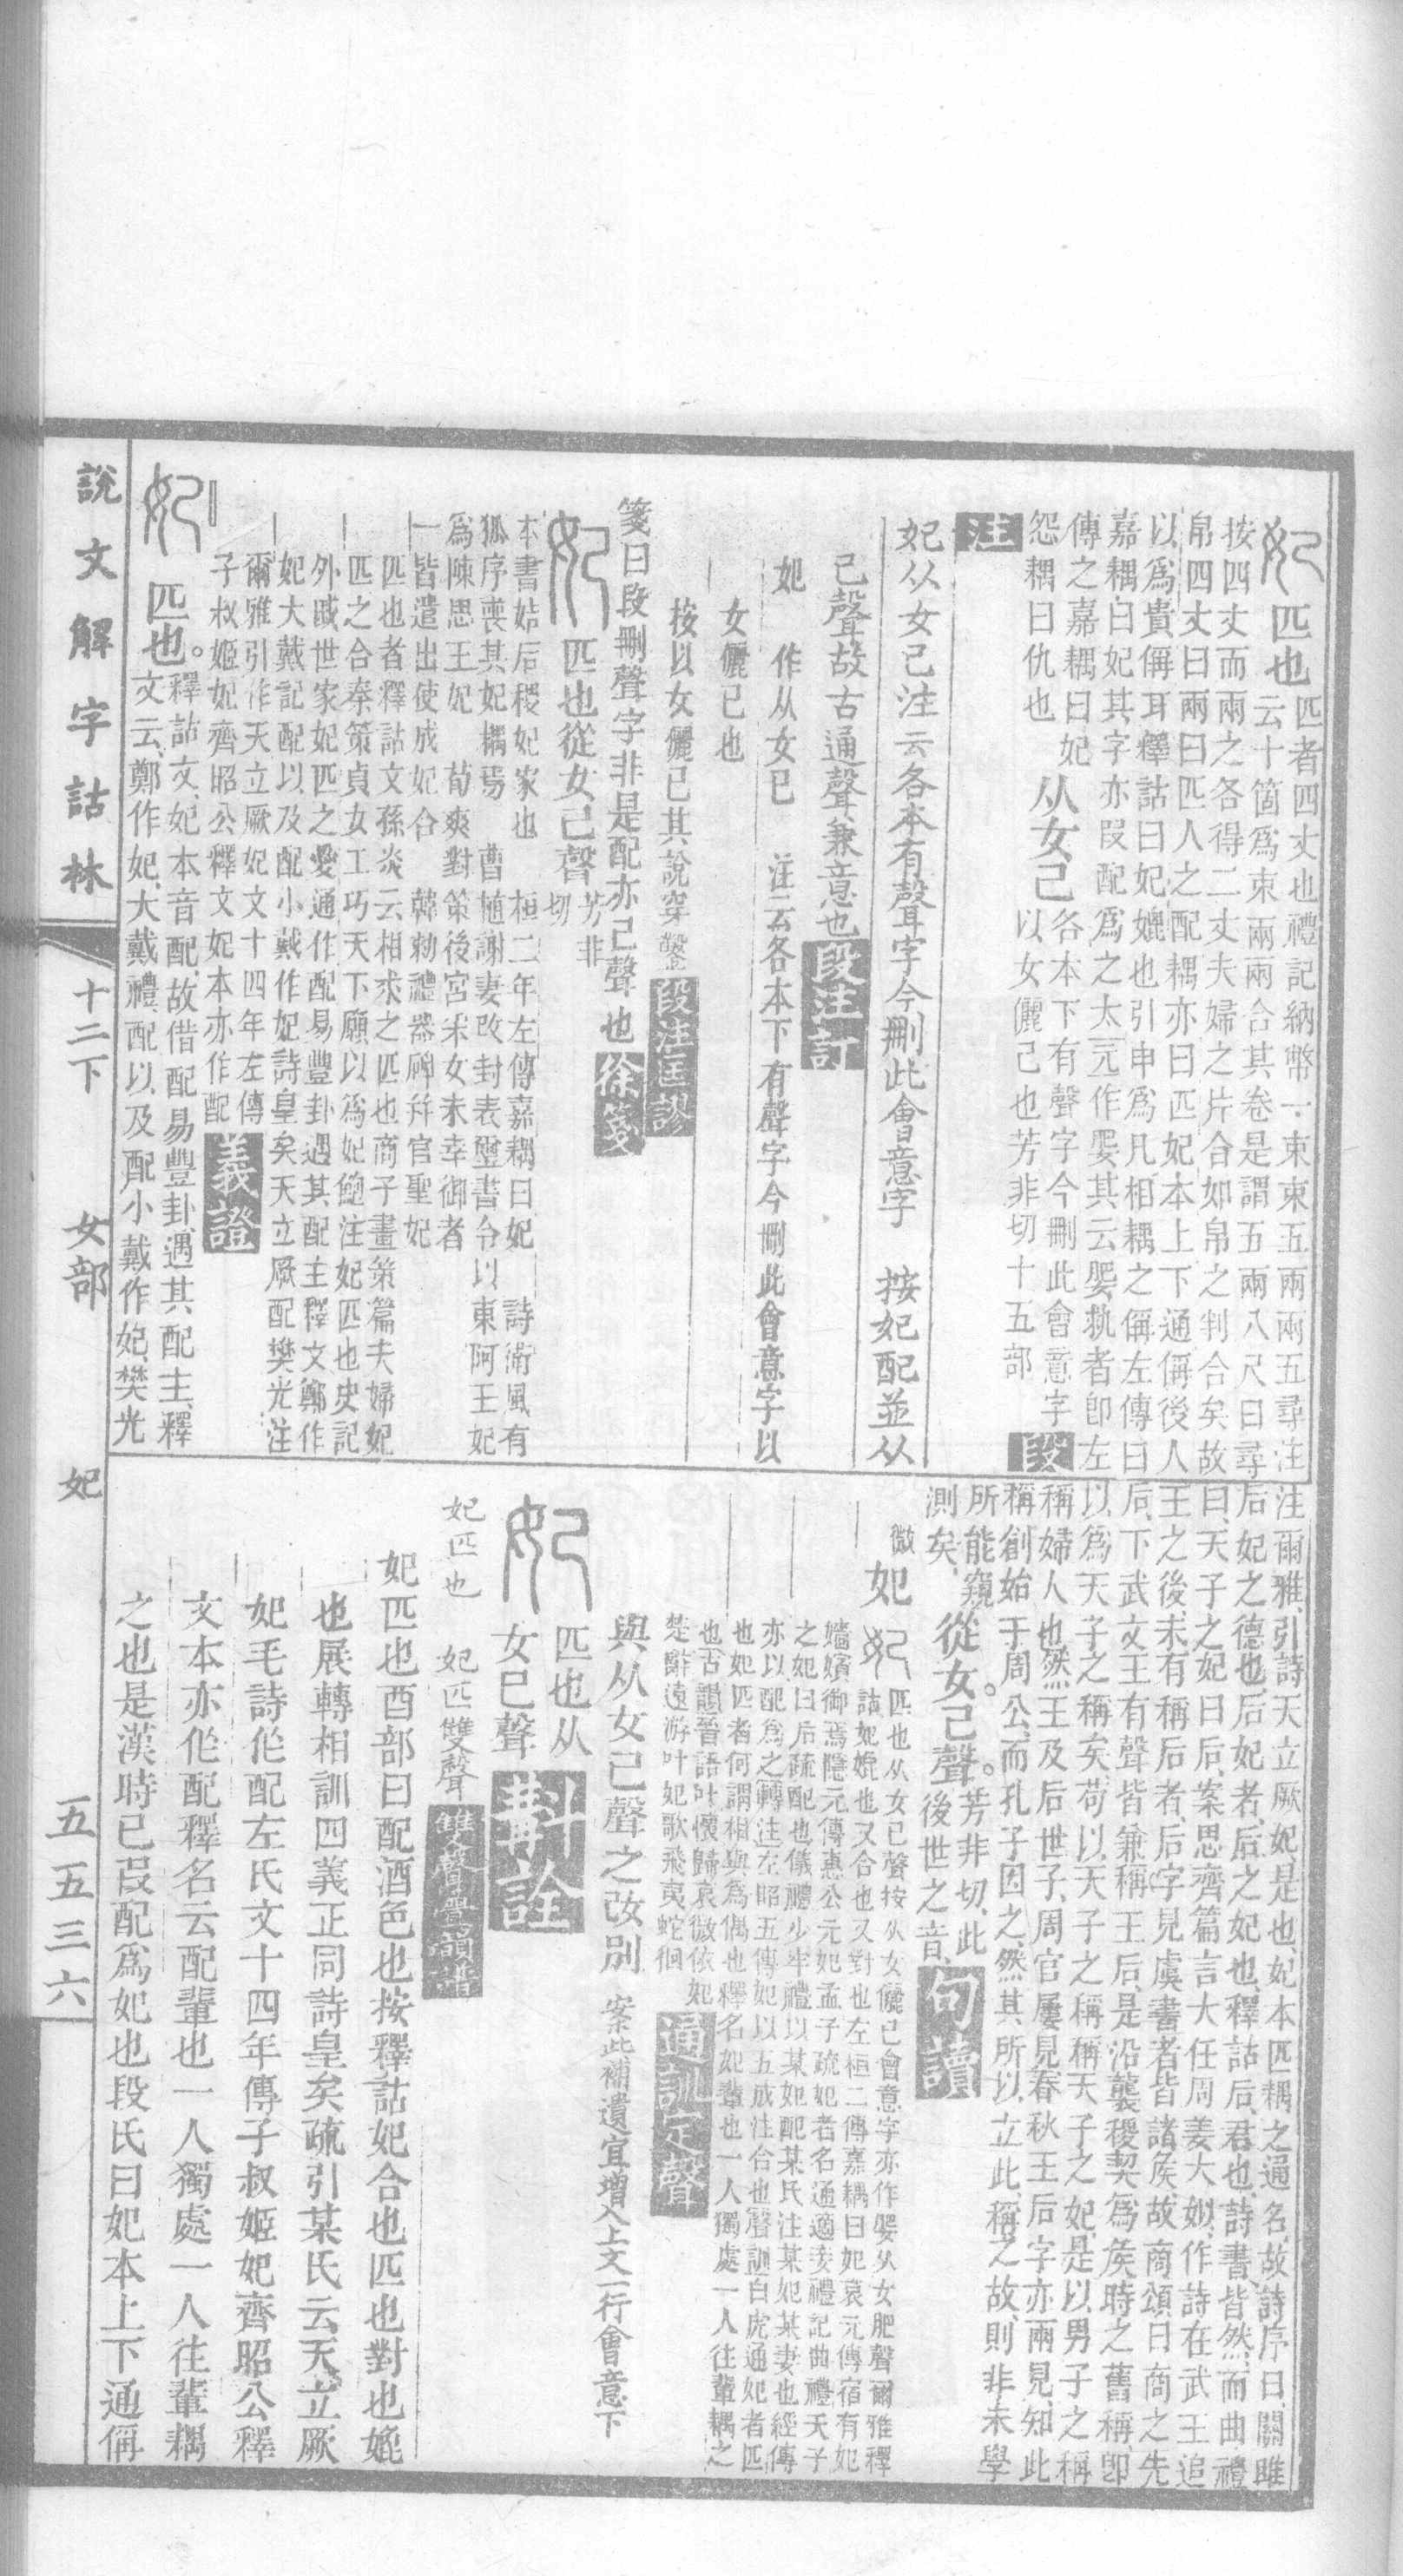 匹也
匹者四丈也禮記納幣一束束五兩兩五尋注
云十箇爲束兩兩合其卷是謂五兩八尺曰尋
按四丈而兩之各得二丈夫婦之片合如帛之判合矣故
帛四丈曰兩曰匹人之配耦亦曰匹妃本上下通偁後人
以爲貴偁耳釋詁曰妃媲也引申爲凡相耦之偁左傳曰
嘉耦曰妃其字亦叚配爲之太元作㛥其云㛥執者即左
傳之嘉耦曰妃
怨耦曰仇也
从女己
各本下有聲字今刪此會意字
以女儷己也芳非切十五部
段
注
妃从女己注云各本有聲字今刪此會意字 按妃配並从
己聲故古通聲兼意也
段注訂
妃 作从女己 注云各本下有聲字今刪此會意字以
女儷己也
按以女儷己其說穿鑿
段注匡謬
箋曰段刪聲字非是配亦己聲也
徐箋
匹也從女己聲
芳非
切
本書姞后稷妃家也 桓二年左傳嘉耦曰妃 詩衛風有
狐序喪其妃耦焉 曹植謝妻改封表璽書令以東阿王妃
爲陳思王妃 荀爽對策後宮采女未幸御者
一皆遣出使成妃合 韓勑禮器碑幷官聖妃
匹也者釋詁文孫炎云相求之匹也商子畫策篇夫婦妃
匹之合秦策貞女工巧天下願以爲妃鮑注妃匹也史記
外戚世家妃匹之愛通作配易豐卦遇其配主釋文鄭作
妃大戴記配以及配小戴作妃詩皇矣天立厥配樊光注
爾雅引作天立厥妃文十四年左傳
子叔姬妃齊昭公釋文妃本亦作配
義證
匹也。
釋詁文、妃本音配、故借配、易豐卦、遇其配主、釋
文云、鄭作妃、大戴禮、配以及配、小戴作妃、樊光
注爾雅、引詩天立厥妃、是也、妃本匹耦之通名、故詩序曰、關雎
后妃之德也、后妃者、后之妃也、釋詁后、君也、詩書皆然、而曲禮
曰、天子之妃曰后、案思齊篇言大任周姜大姒、作詩在武王追
王之後、未有稱后者、后字見虞書者皆諸矦、故商頌曰商之先
后、下武文王有聲皆兼稱王后、是沿襲稷契爲矦時之舊稱、即
以爲天子之稱矣、苟以天子之稱稱天子之妃、是以男子之稱
稱婦人也、然王及后世子、周官屢見、春秋王后字亦兩見、知此
稱創始于周公、而孔子因之、然其所以立此稱之故、則非未學
所能窺
測矣、
從女。己聲。
芳非切、此
後世之音、
句讀
微
妃
匹也从女己聲按从女儷己會意字亦作㛥从女肥聲爾雅釋
詁妃媲也又合也又對也左桓二傳嘉耦曰妃哀元傳宿有妃
嬙嬪御焉隱元傳惠公元妃孟子疏妃者名通適妾禮記曲禮天子
之妃曰后疏配也儀禮少牢禮以某妃配某氏注某妃某妻也經傳
亦以配爲之轉注左昭五傳妃以五成注合也聲訓白虎通妃者匹
也妃匹者何謂相與爲偶也釋名妃輩也一人獨處一人往輩耦之
也古韻晉語叶懷歸哀微依妃
楚辭遠游叶妃歌飛夷蛇徊
通訓定聲
與从女己聲之改別
案此補遺宜增入上文一行會意下
匹也从
女巳聲
斠詮
妃匹也 妃匹雙聲
雙聲疊韻譜
妃匹也酉部曰配酒色也按釋詁妃合也匹也對也媲
也展轉相訓四義正同詩皇矣疏引某氏云天立厥
妃毛詩作配左氏文十四年傳子叔姬妃齊昭公釋
文本亦作配釋名云配輩也一人獨處一人往輩耦
之也是漢時已叚配爲妃也段氏曰妃本上下通偁
說文解字詁林
十二下
女部
妃
五五三六